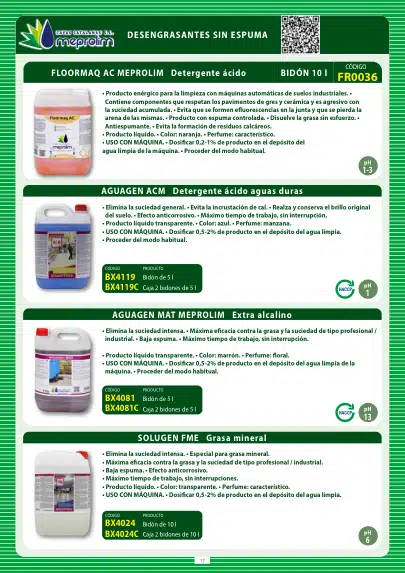 CAYAS CATALANAS S.L.
meprolim
DESENGRASANTES SIN ESPUMA
FLOORMAQ AC MEPROLIM Detergente ácido
BIDÓN 10 l
CÓDIGO
FR0036
• Producto enérgico para la limpieza con máquinas automáticas de suelos industriales. •
Contiene componentes que respetan los pavimentos de gres y cerámica y es agresivo con
la suciedad acumulada. • Evita que se formen efluorescencias en la junta y que se pierda la
arena de las mismas. • Producto con espuma controlada. • Disuelve la grasa sin esfuerzo. •
Antiespumante. • Evita la formación de residuos calcáreos.
• Producto líquido. • Color: naranja. • Perfume: característico.
• USO CON MÁQUINA. • Dosificar 0,2-1% de producto en el depósito del
agua limpia de la máquina. • Proceder del modo habitual.
Floormaq AC
meprolim
pH
1-3
AGUAGEN ACM Detergente ácido aguas duras
• Elimina la suciedad general. • Evita la incrustación de cal. • Realza y conserva el brillo original
del suelo. • Efecto anticorrosivo. • Máximo tiempo de trabajo, sin interrupción.
• Producto líquido transparente. • Color: azul. • Perfume: manzana.
• USO CON MÁQUINA. • Dosificar 0,5-2% de producto en el depósito del agua limpia.
• Proceder del modo habitual.
CÓDIGO PRODUCTO
BX4119 Bidón de 5 l
BX4119C Caja 2 bidones de 5 l
HACCP
pH
1
AGUAGEN MAT MEPROLIM Extra alcalino
• Elimina la suciedad intensa. • Máxima eficacia contra la grasa y la suciedad de tipo profesional /
industrial. • Baja espuma. • Máximo tiempo de trabajo, sin interrumpción.
• Producto líquido transparente. • Color: marrón. • Perfume: floral.
• USO CON MÁQUINA. • Dosificar 0,5-2% de producto en el depósito del agua limpia de la
máquina. • Proceder del modo habitual.
CÓDIGO PRODUCTO
BX4081 Bidón de 5 l
BX4081C Caja 2 bidones de 5 l
HACCP
pH
13
SOLUGEN FME Grasa mineral
• Elimina la suciedad intensa. • Especial para grasa mineral.
• Máxima eficacia contra la grasa y la suciedad de tipo profesional / industrial.
• Baja espuma. • Efecto anticorrosivo.
• Máximo tiempo de trabajo, sin interrupciones.
• Producto líquido. • Color: transparente. • Perfume: característico.
• USO CON MÁQUINA. • Dosificar 0,5-2% de producto en el depósito del agua limpia.
CÓDIGO PRODUCTO
BX4024 Bidón de 10 l
BX4024C Caja 2 bidones de 10 l
pH
6
17